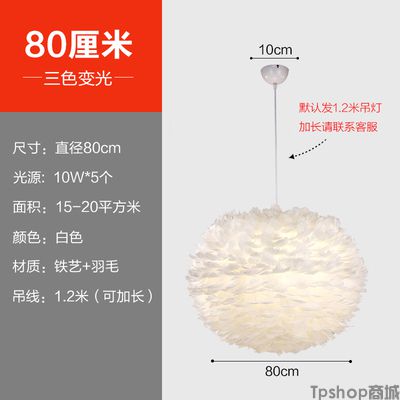 80厘米
三色变光
尺寸：直径80cm
光源: 10W*5个
面积：15-20平方米
颜色：白色
材质：铁艺+羽毛
吊线：1.2米（可加长）
10cm
默认发1.2米吊灯
加长请联系客服
80cm
Tpshop商城